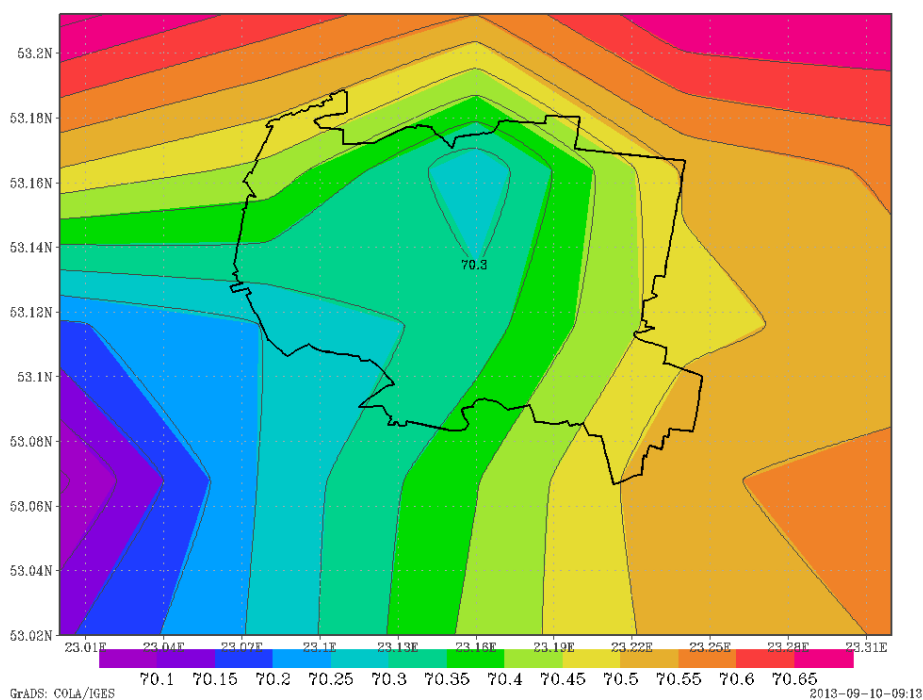 53.2N
53.18N
53.16N
53.14N
70.3
53.12N
53.1N
53.08N
53.06N
53.04N
53.02N
23.01E 23.04E 23.07E 23.1E 23.13E 23.16E 23.19E 23.22E 23.25E 23.28E 23.31E
70.1 70.15 70.2 70.25 70.3 70.35 70.4 70.45 70.5 70.55 70.6 70.65
GrADS: COLA/IGES 2013-09-10-09:13